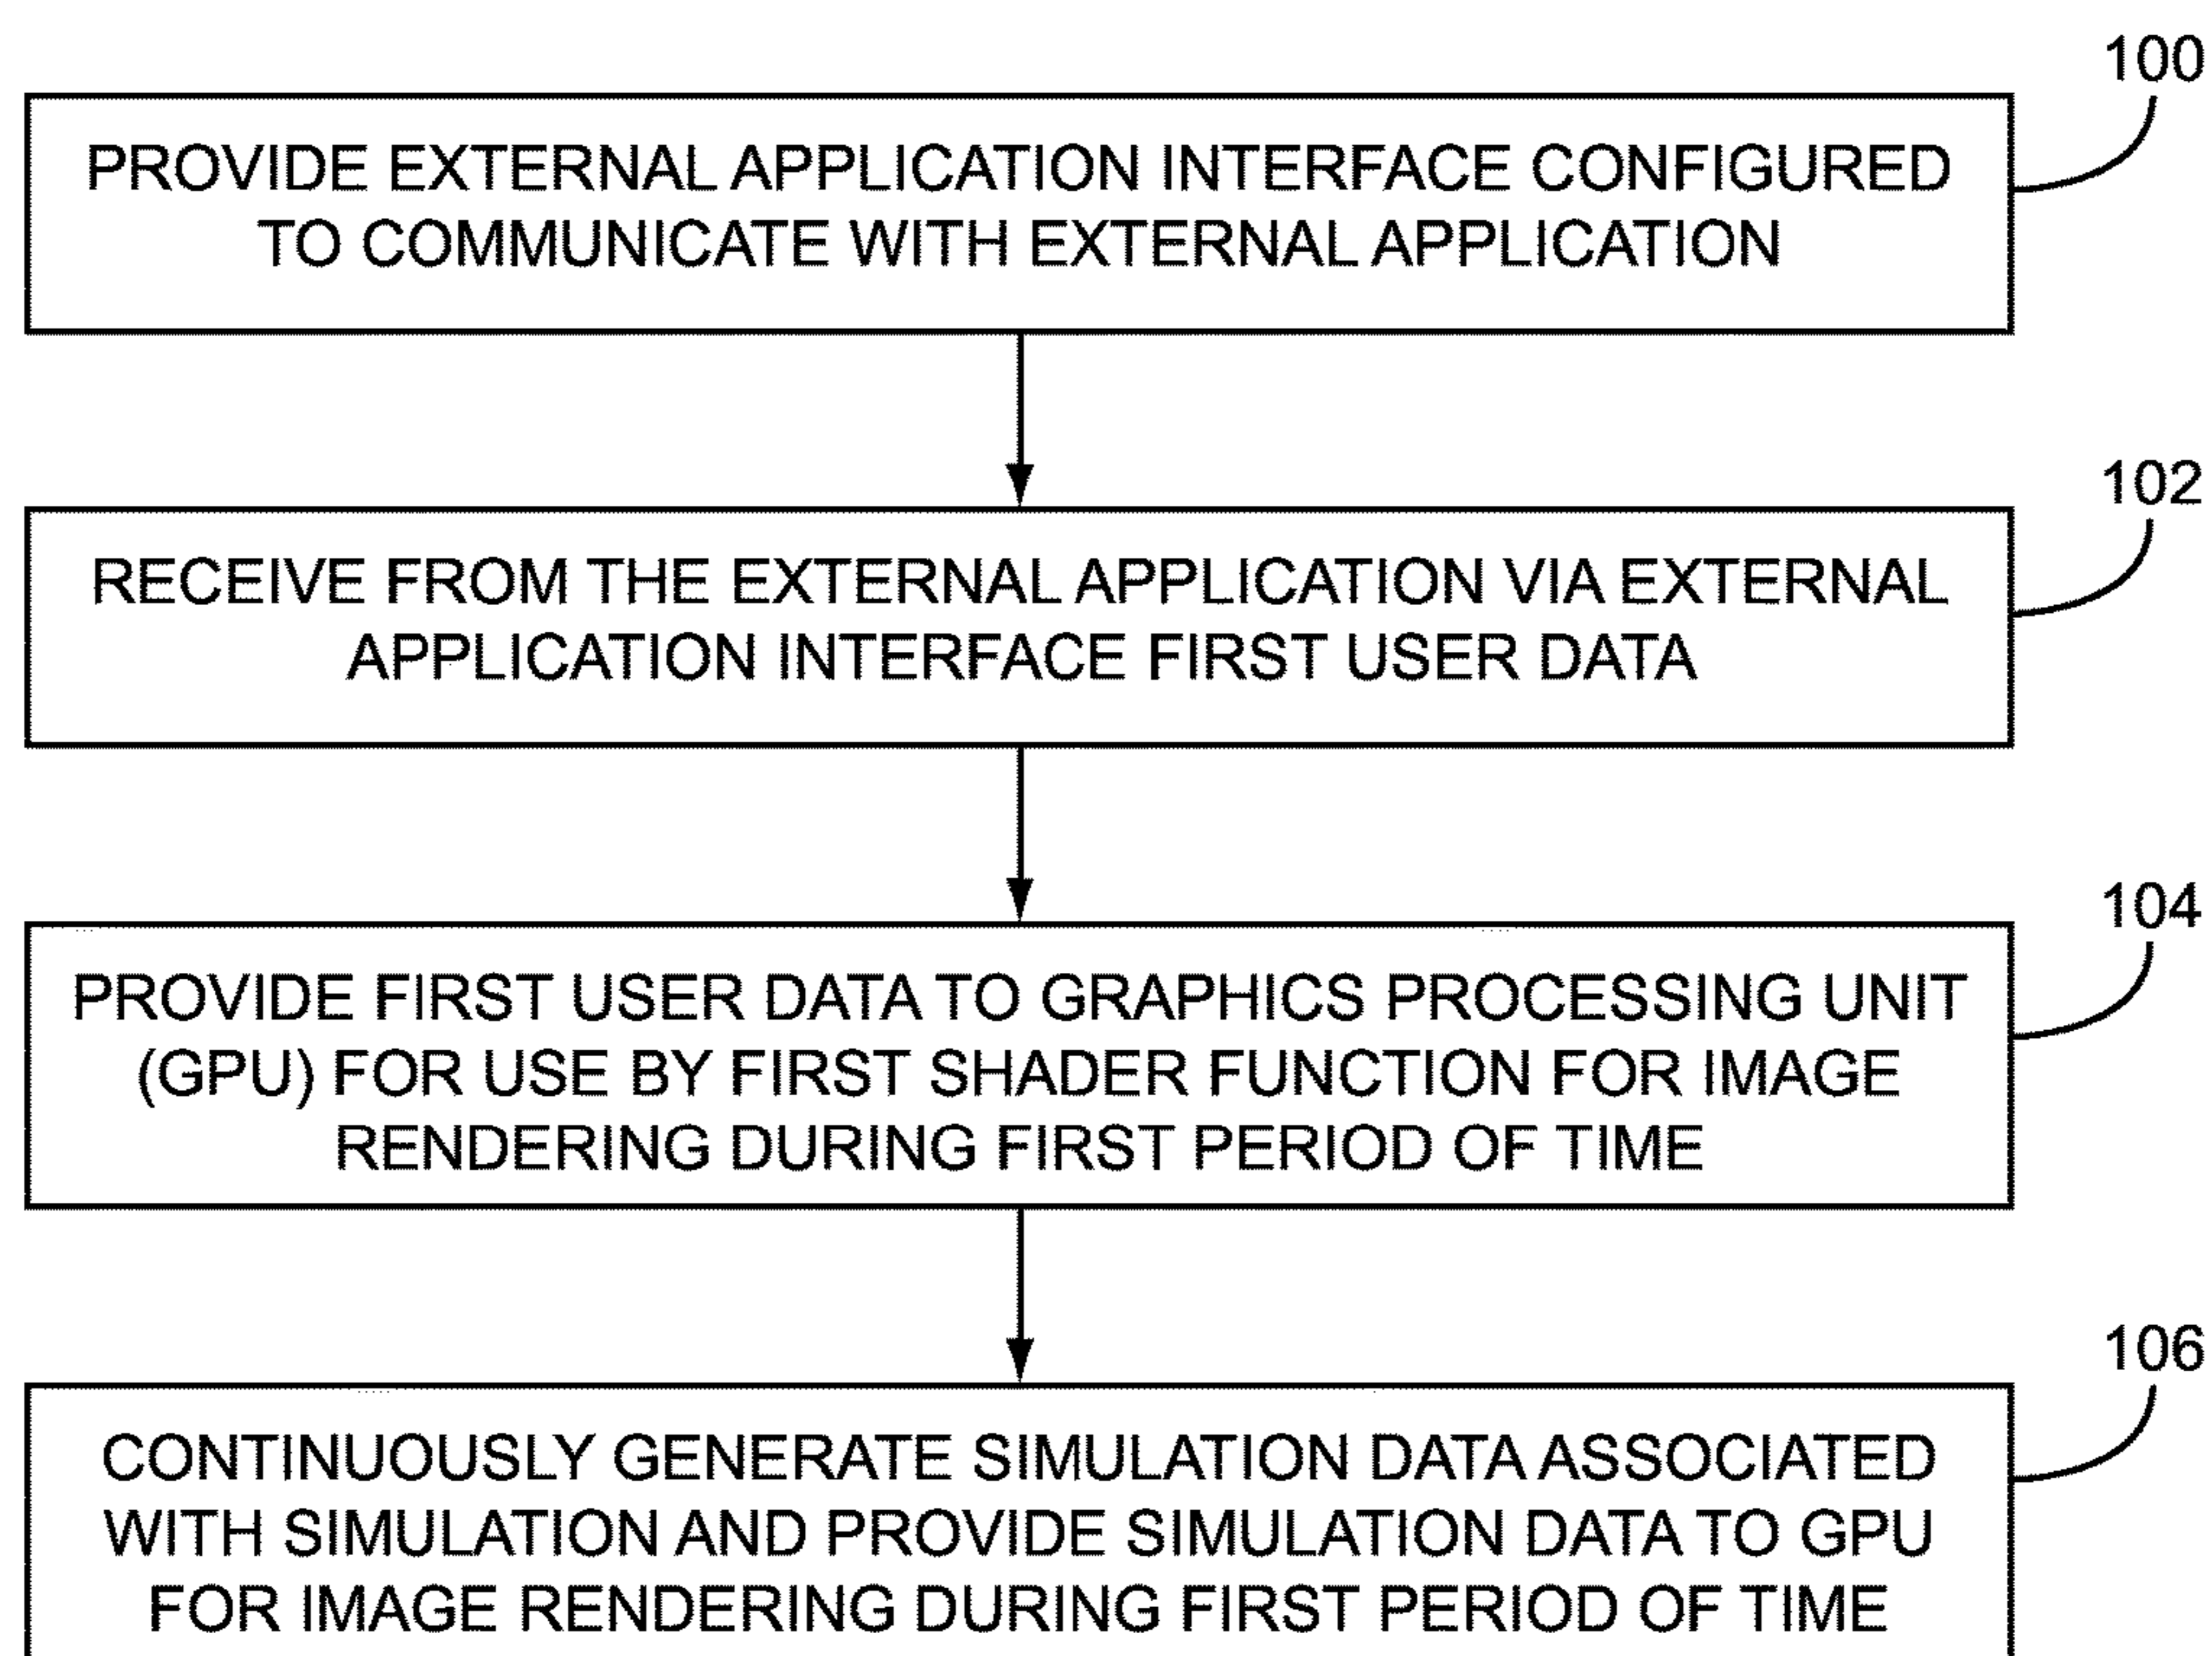 100
PROVIDE EXTERNAL APPLICATION INTERFACE CONFIGURED
TO COMMUNICATE WITH EXTERNAL APPLICATION
102
RECEIVE FROM THE EXTERNAL APPLICATION VIA EXTERNAL
APPLICATION INTERFACE FIRST USER DATA
104
PROVIDE FIRST USER DATA TO GRAPHICS PROCESSING UNIT
(GPU) FOR USE BY FIRST SHADER FUNCTION FOR IMAGE
RENDERING DURING FIRST PERIOD OF TIME
106
CONTINUOUSLY GENERATE SIMULATION DATA ASSOCIATED
WITH SIMULATION AND PROVIDE SIMULATION DATA TO GPU
FOR IMAGE RENDERING DURING FIRST PERIOD OF TIME